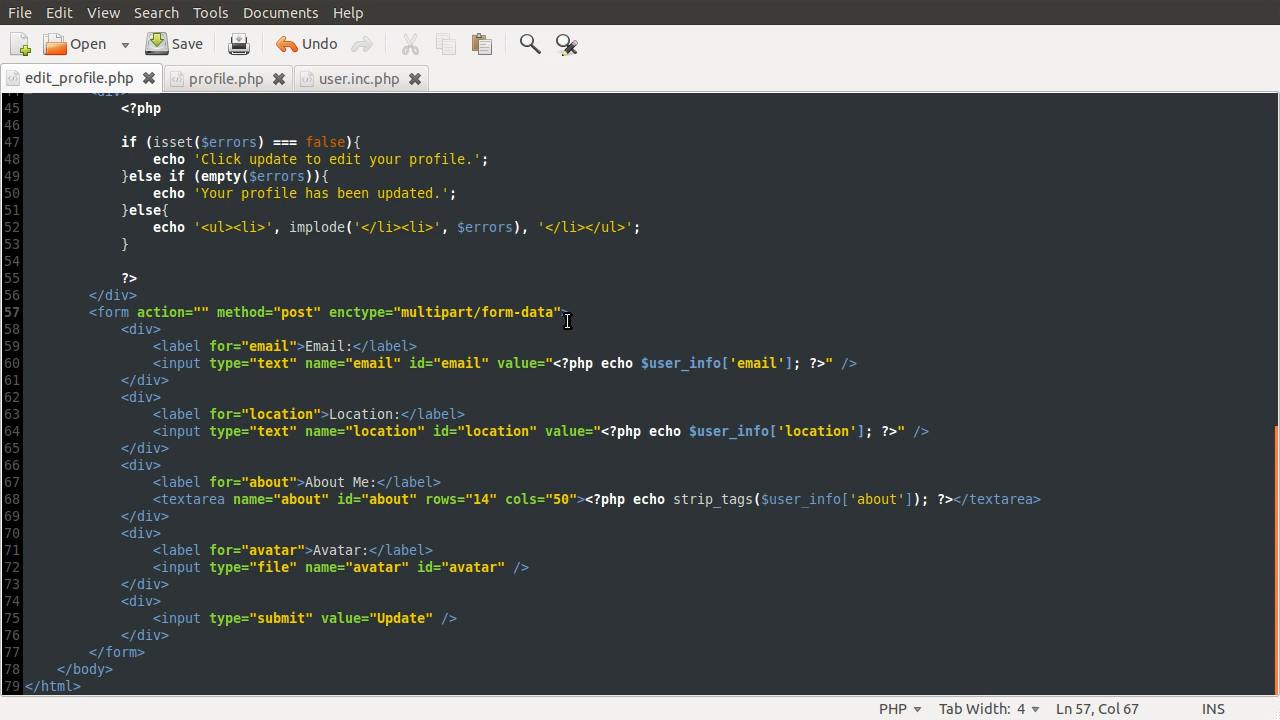 File Edit View Search Tools Documents Help
Open Save Undo
edit_profile.php profile.php user.inc.php
44 <div>
45 <?php
46
47 if (isset($errors) === false){
48 echo 'Click update to edit your profile.';
49 }else if (empty($errors)){
50 echo 'Your profile has been updated.';
51 }else{
52 echo '<ul><li>', implode('</li><li>', $errors), '</li></ul>';
53 }
54
55 ?>
56 </div>
57 <form action="" method="post" enctype="multipart/form-data">
58 <div>
59 <label for="email">Email:</label>
60 <input type="text" name="email" id="email" value="<?php echo $user_info['email']; ?>" />
61 </div>
62 <div>
63 <label for="location">Location:</label>
64 <input type="text" name="location" id="location" value="<?php echo $user_info['location']; ?>" />
65 </div>
66 <div>
67 <label for="about">About Me:</label>
68 <textarea name="about" id="about" rows="14" cols="50"><?php echo strip_tags($user_info['about']); ?></textarea>
69 </div>
70 <div>
71 <label for="avatar">Avatar:</label>
72 <input type="file" name="avatar" id="avatar" />
73 </div>
74 <div>
75 <input type="submit" value="Update" />
76 </div>
77 </form>
78 </body>
79 </html>
PHP Tab Width: 4 Ln 57, Col 67 INS